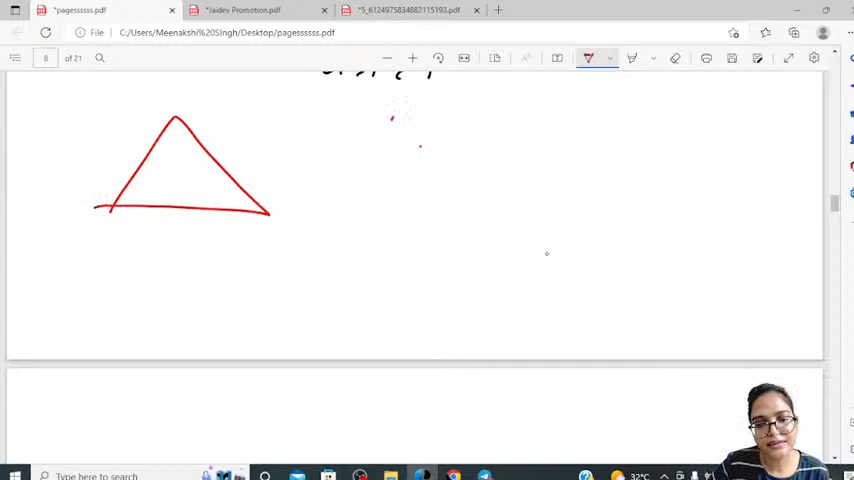 *pagessssss.pdf
*Jaidev Promotion.pdf
*5_6124975834882115193.pdf
File
C:/Users/Meenakshi%20Singh/Desktop/pagessssss.pdf
8 of 21
Type here to search
32°C